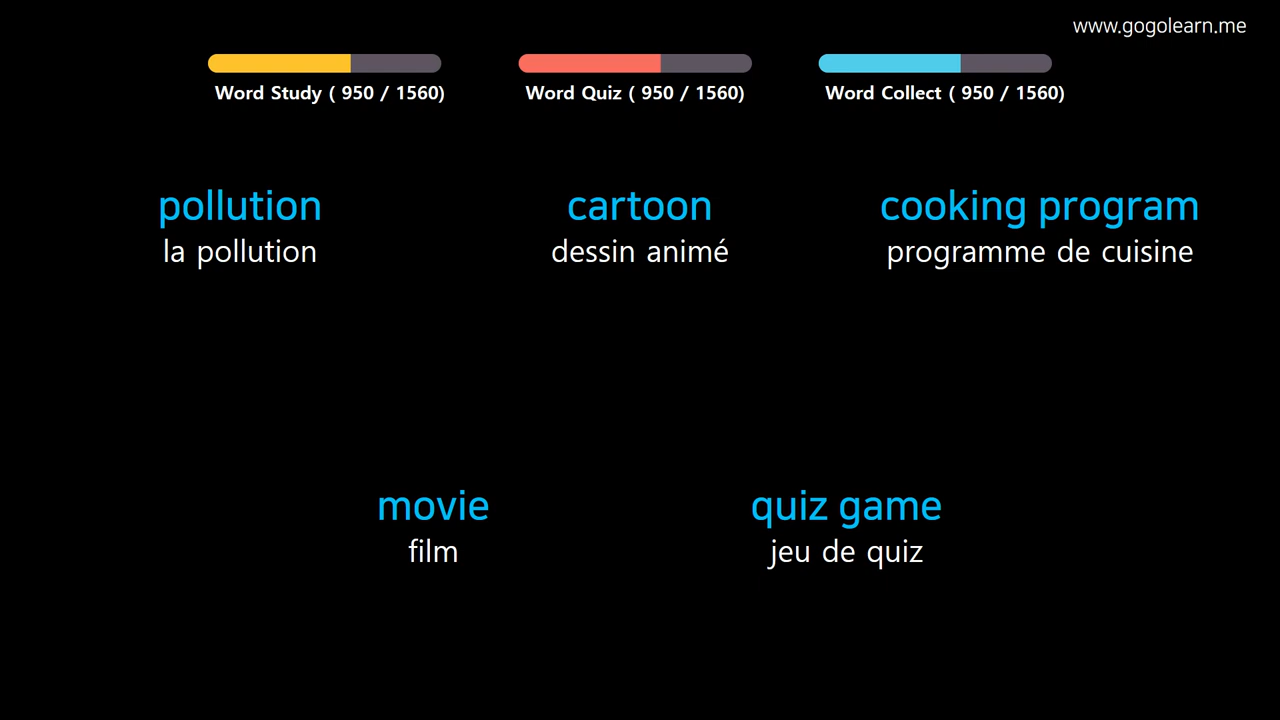 www.gogolearn.me
Word Study ( 950 / 1560)
Word Quiz ( 950 / 1560)
Word Collect ( 950 / 1560)
pollution
la pollution
cartoon
dessin animé
cooking program
programme de cuisine
movie
film
quiz game
jeu de quiz